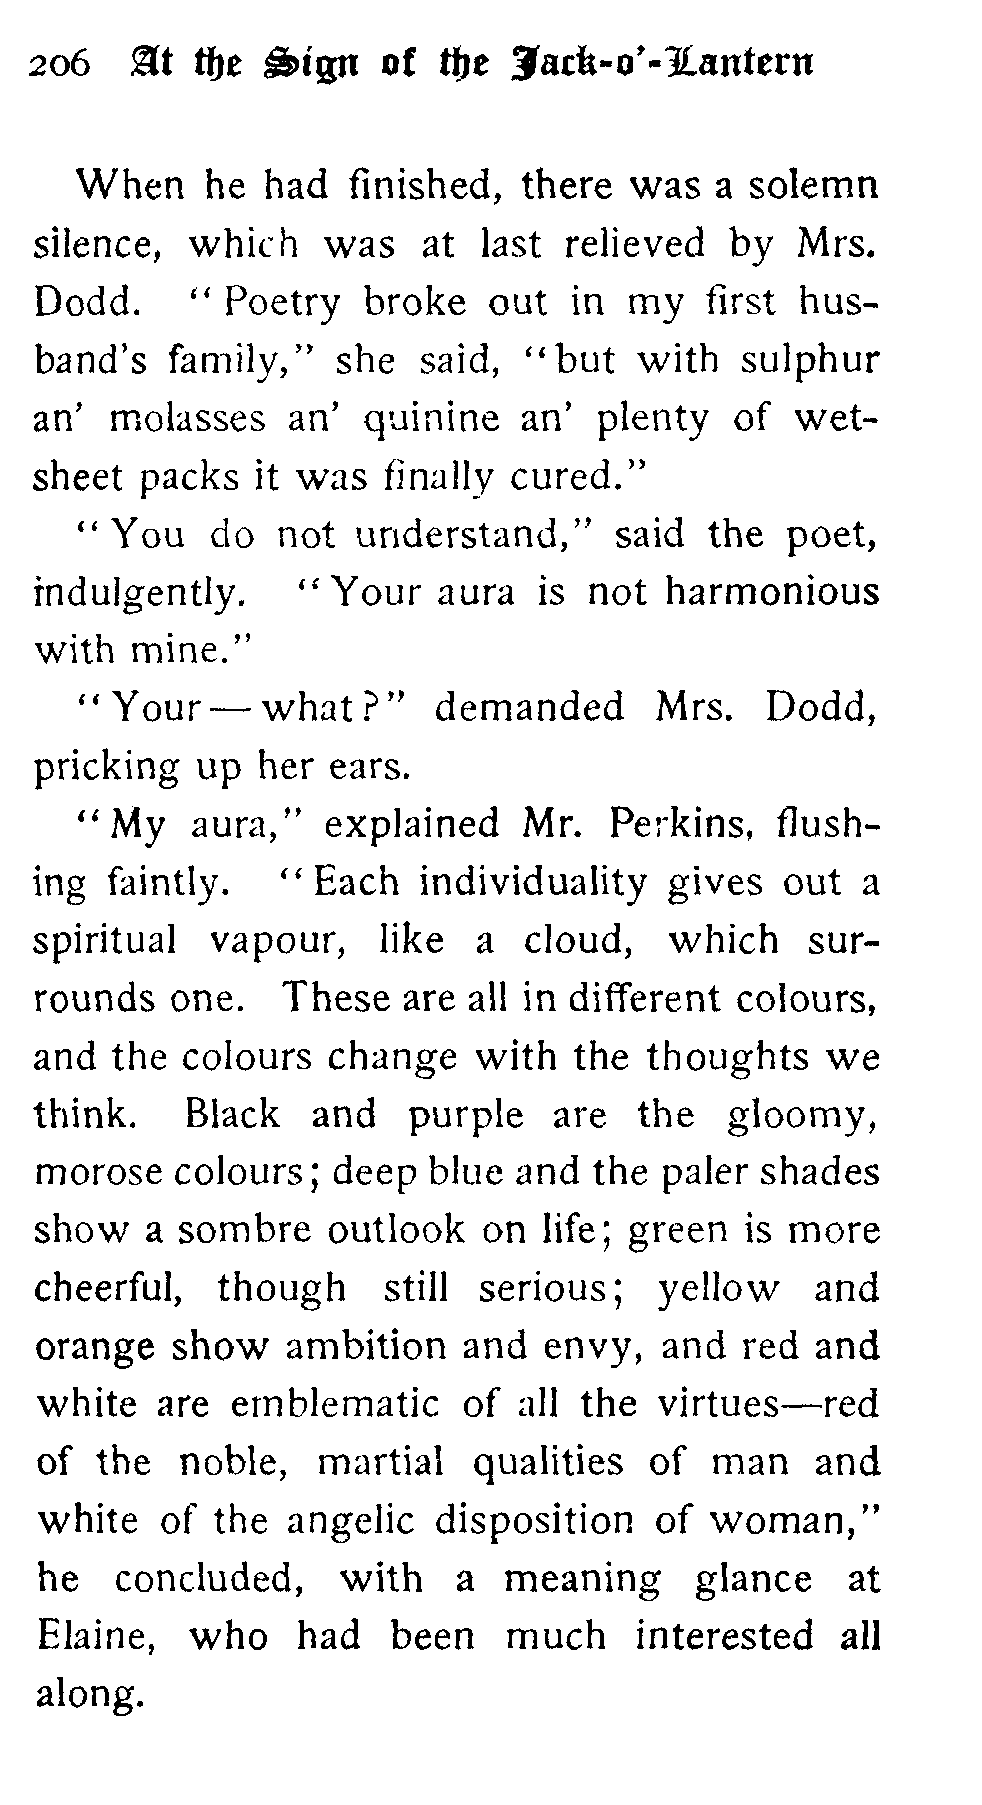 206 At the Sign of the Jack-o'-Lantern
When he had finished, there was a solemn
silence, which was at last relieved by Mrs.
Dodd. “Poetry broke out in my first hus-
band's family,” she said, “but with sulphur
an' molasses an' quinine an' plenty of wet-
sheet packs it was finally cured.”
“You do not understand,” said the poet,
indulgently. “Your aura is not harmonious
with mine.”
“Your—what?” demanded Mrs. Dodd,
pricking up her ears.
“My aura,” explained Mr. Perkins, flush-
ing faintly. “Each individuality gives out a
spiritual vapour, like a cloud, which sur-
rounds one. These are all in different colours,
and the colours change with the thoughts we
think. Black and purple are the gloomy,
morose colours; deep blue and the paler shades
show a sombre outlook on life; green is more
cheerful, though still serious; yellow and
orange show ambition and envy, and red and
white are emblematic of all the virtues—red
of the noble, martial qualities of man and
white of the angelic disposition of woman,”
he concluded, with a meaning glance at
Elaine, who had been much interested all
along.